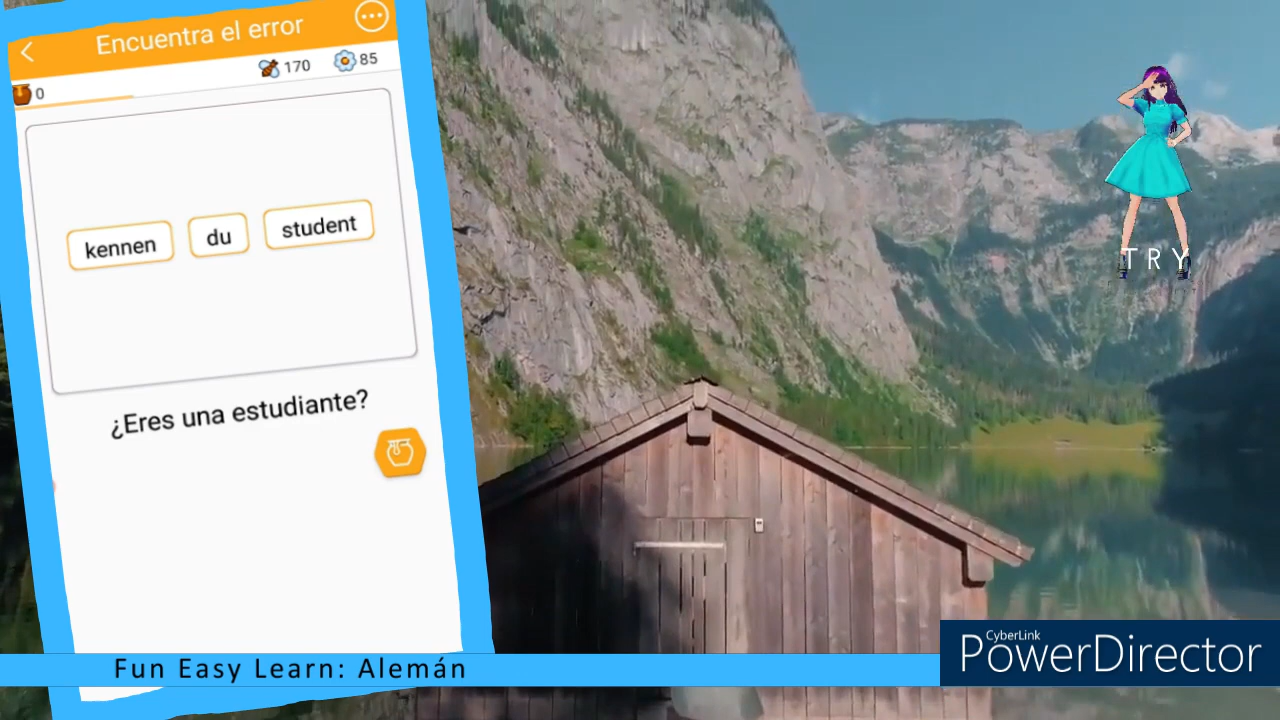 Encuentra el error
170
85
0
kennen
du
student
¿Eres una estudiante?
TRY
Fun Easy Learn: Alemán
CyberLink
PowerDirector